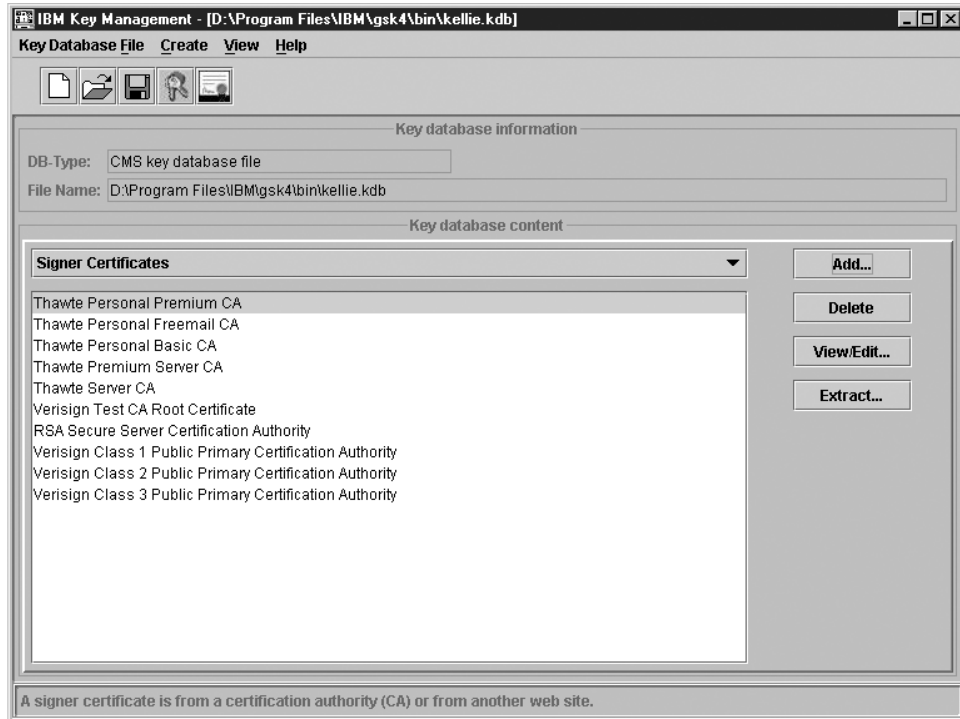 IBM Key Management - [D:\Program Files\IBM\gsk4\bin\kellie.kdb]
Key Database File Create View Help
Key database information
DB-Type: CMS key database file
File Name: D:\Program Files\IBM\gsk4\bin\kellie.kdb
Key database content
Signer Certificates
Add...
Thawte Personal Premium CA
Delete
Thawte Personal Freemail CA
Thawte Personal Basic CA
View/Edit...
Thawte Premium Server CA
Thawte Server CA
Extract...
Verisign Test CA Root Certificate
RSA Secure Server Certification Authority
Verisign Class 1 Public Primary Certification Authority
Verisign Class 2 Public Primary Certification Authority
Verisign Class 3 Public Primary Certification Authority
A signer certificate is from a certification authority (CA) or from another web site.